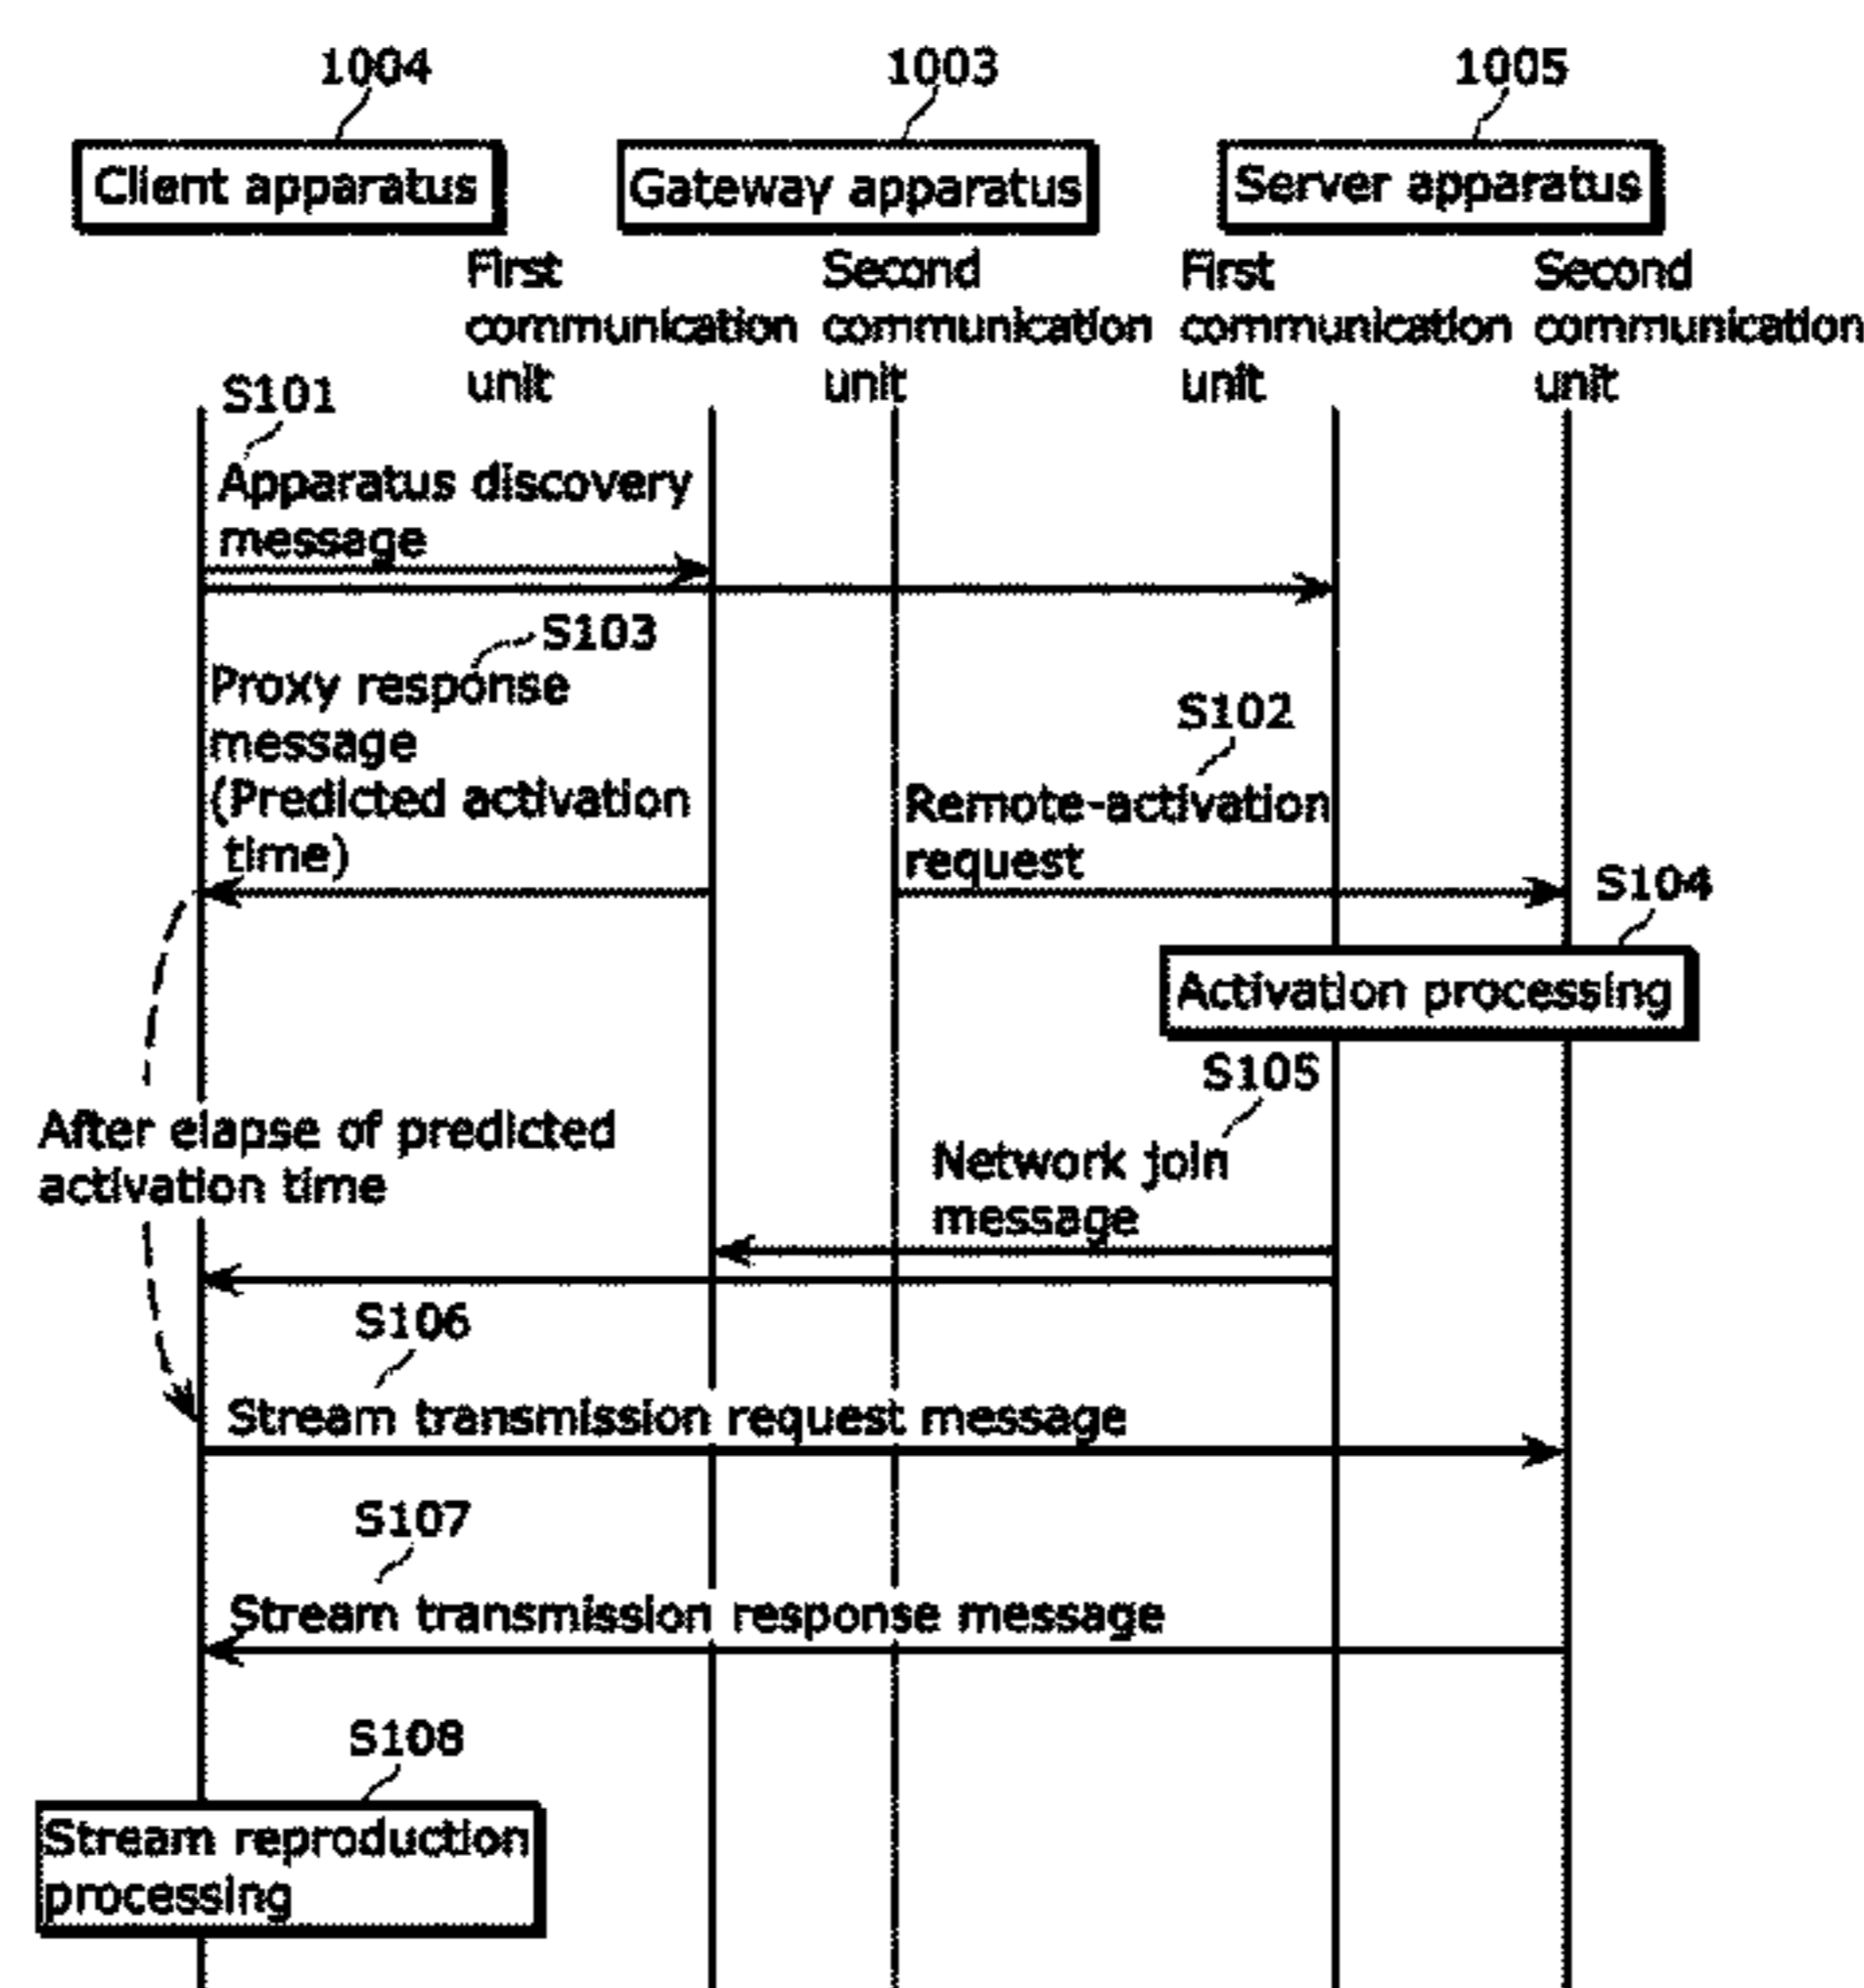 1004
1003
1005
Client apparatus
Gateway apparatus
Server apparatus
First
communication
unit
Second
communication
unit
First
communication
unit
Second
communication
unit
S101
Apparatus discovery
message
S103
Proxy response
message
(Predicted activation
time)
S102
Remote-activation
request
S104
Activation processing
S105
Network join
message
After elapse of predicted
activation time
S106
Stream transmission request message
S107
Stream transmission response message
S108
Stream reproduction
processing